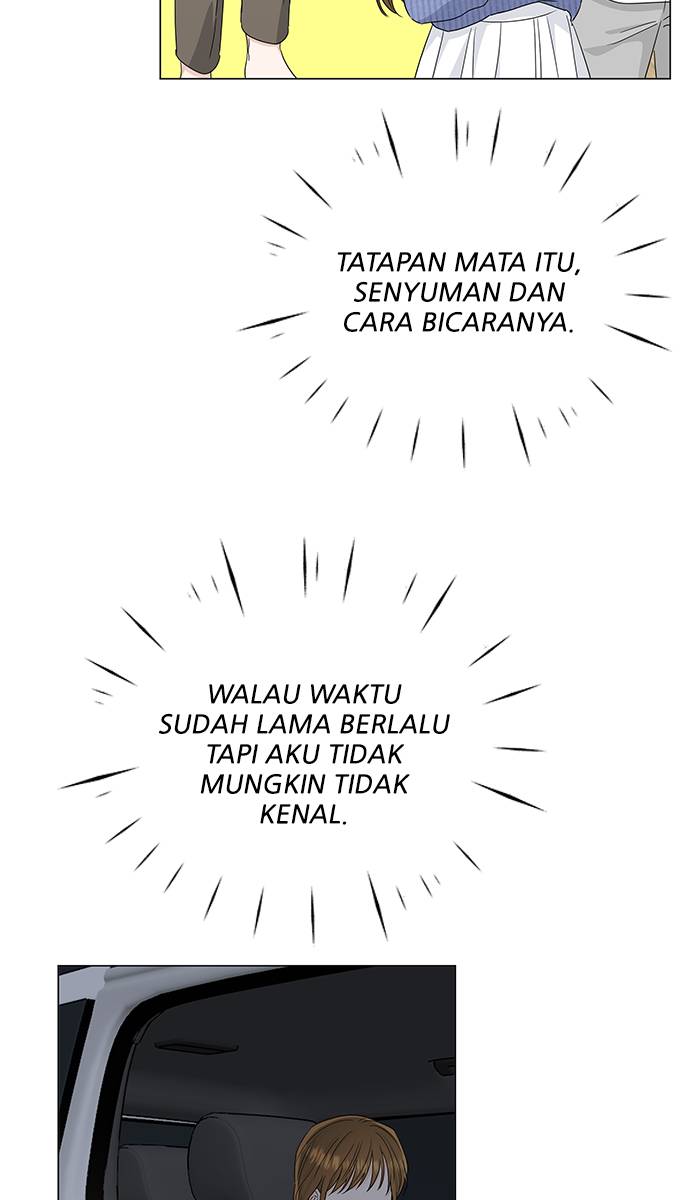 TATAPAN MATA ITU,
SENYUMAN DAN
CARA BICARANYA.
WALAU WAKTU
SUDAH LAMA BERLALU
TAPI AKU TIDAK
MUNGKIN TIDAK
KENAL.